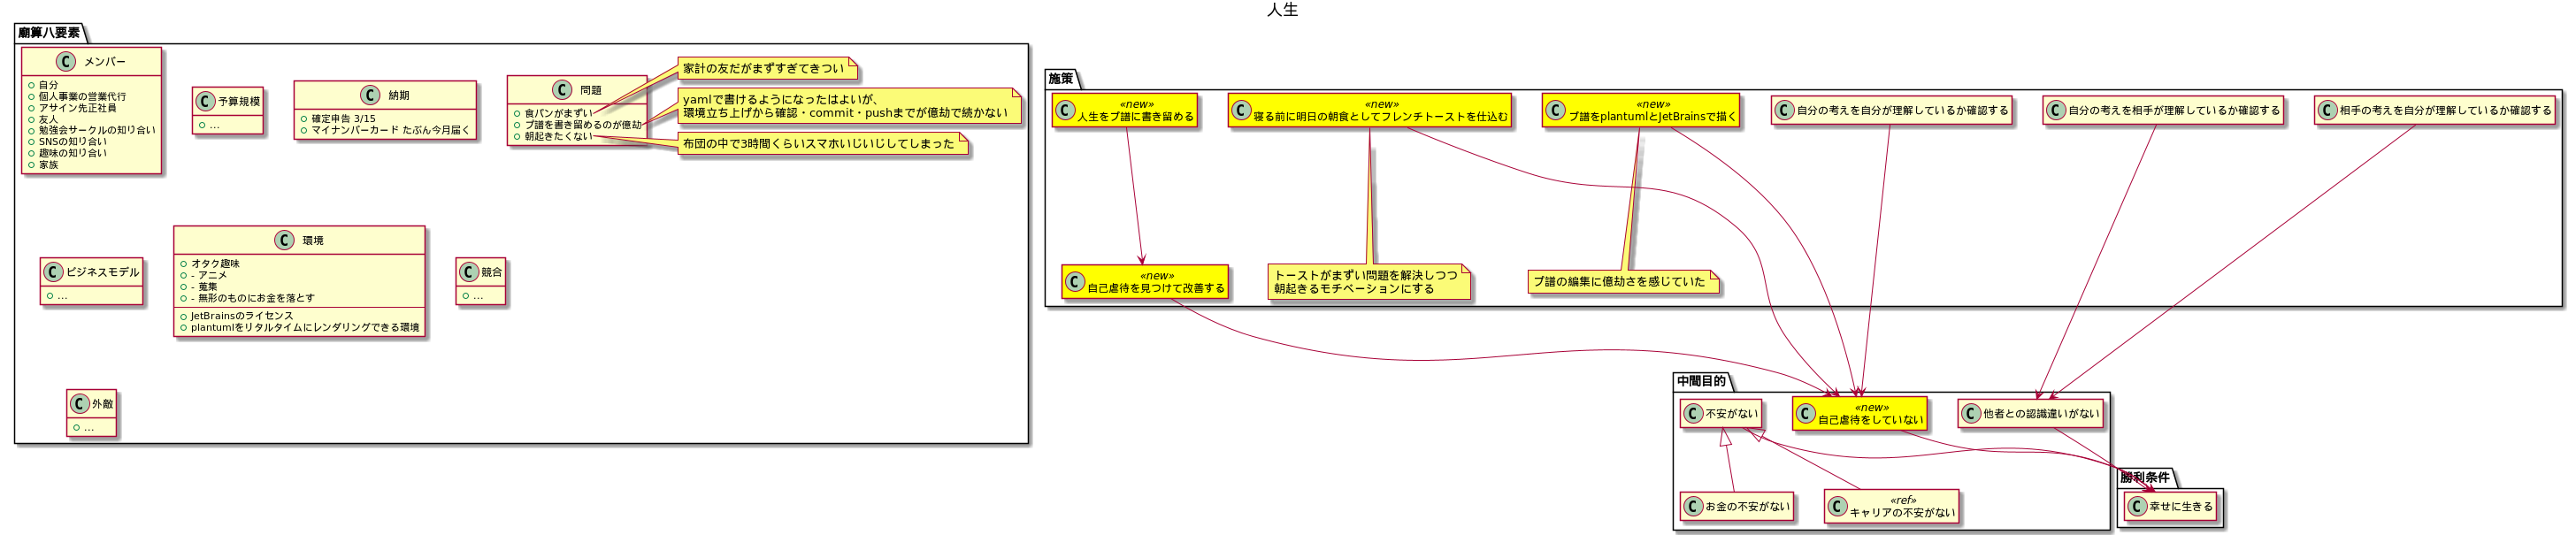 人生
廟算八要素
C メンバー
自分
個人事業の営業代行
アサイン先正社員
友人
勉強会サークルの知り合い
SNSの知り合い
趣味の知り合い
家族
C 予算規模
...
C 納期
確定申告 3/15
マイナンバーカード たぶん今月届く
C 問題
食パンがまずい
プ譜を書き留めるのが億劫
朝起きたくない
家計の友だがまずすぎてきつい
yamlで書けるようになったはよいが、
環境立ち上げから確認・commit・pushまでが億劫で続かない
布団の中で3時間くらいスマホいじいじしてしまった
C ビジネスモデル
...
C 環境
オタク趣味
- アニメ
- 蒐集
- 無形のものにお金を落とす
JetBrainsのライセンス
plantumlをリタルタイムにレンダリングできる環境
C 競合
...
C 外敵
...
施策
C «new»
人生をプ譜に書き留める
C «new»
寝る前に明日の朝食としてフレンチトーストを仕込む
C «new»
プ譜をplantumlとJetBrainsで描く
C 自分の考えを自分が理解しているか確認する
C 自分の考えを相手が理解しているか確認する
C 相手の考えを自分が理解しているか確認する
C «new»
自己虐待を見つけて改善する
トーストがまずい問題を解決しつつ
朝起きるモチベーションにする
プ譜の編集に億劫さを感じていた
中間目的
C 不安がない
C «new»
自己虐待をしていない
C 他者との認識違いがない
C お金の不安がない
C «ref»
キャリアの不安がない
勝利条件
C 幸せに生きる